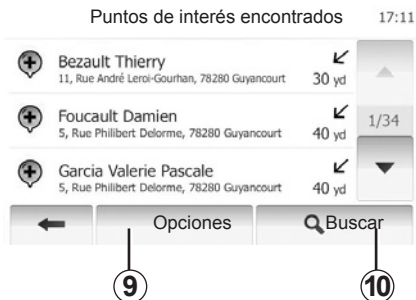 Puntos de interés encontrados 17:11
Bezault Thierry
11, Rue André Leroi-Gourhan, 78280 Guyancourt 30 yd
Foucault Damien
5, Rue Philibert Delorme, 78280 Guyancourt 40 yd
1/34
Garcia Valerie Pascale
5, Rue Philibert Delorme, 78280 Guyancourt 40 yd
Opciones Buscar
9 10